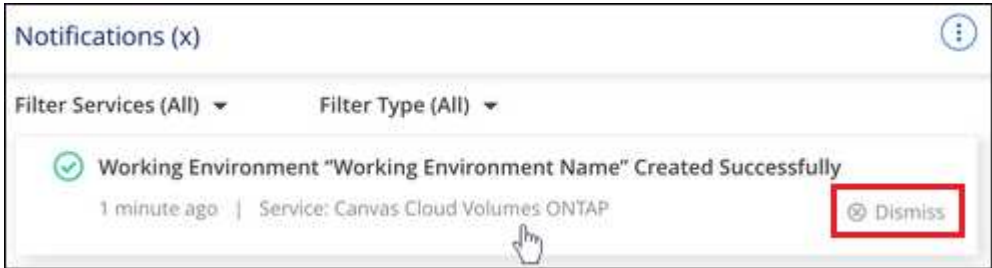 Notifications (x)
Filter Services (All) Filter Type (All)
Working Environment “Working Environment Name” Created Successfully
1 minute ago | Service: Canvas Cloud Volumes ONTAP Dismiss